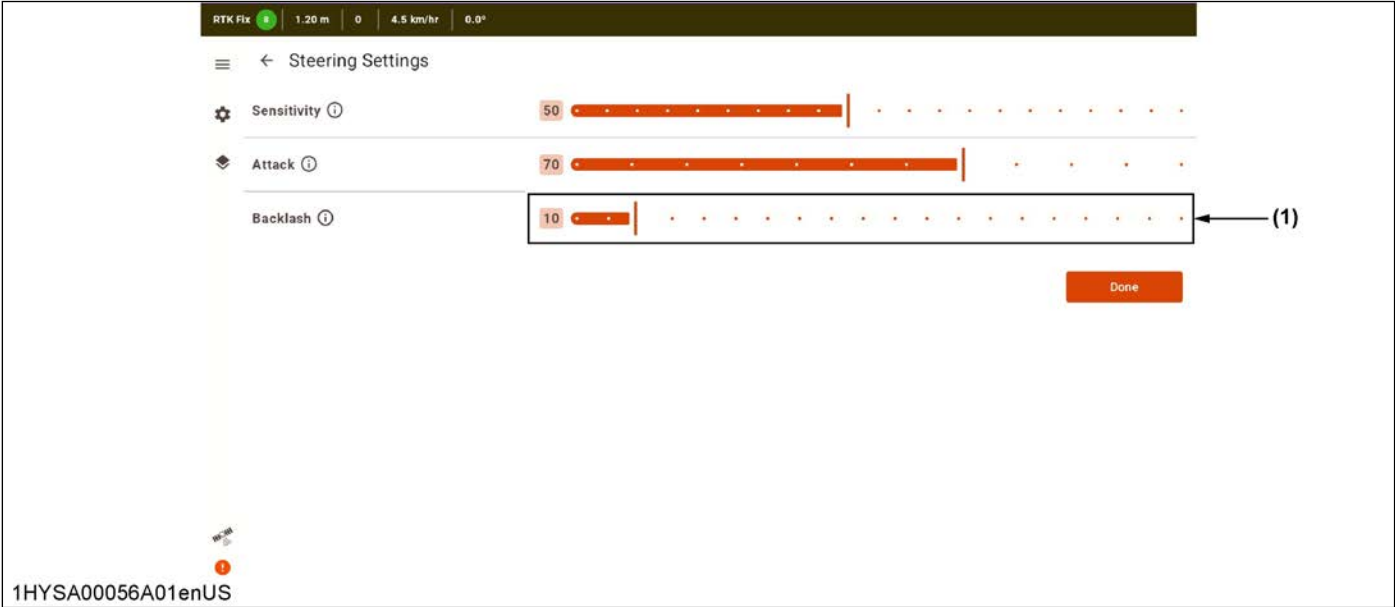 RTK Fix 8 1.20 m 0 4.5 km/hr 0.0°
Steering Settings
Sensitivity 50
Attack 70
Backlash 10
(1)
Done
1HYSA00056A01enUS